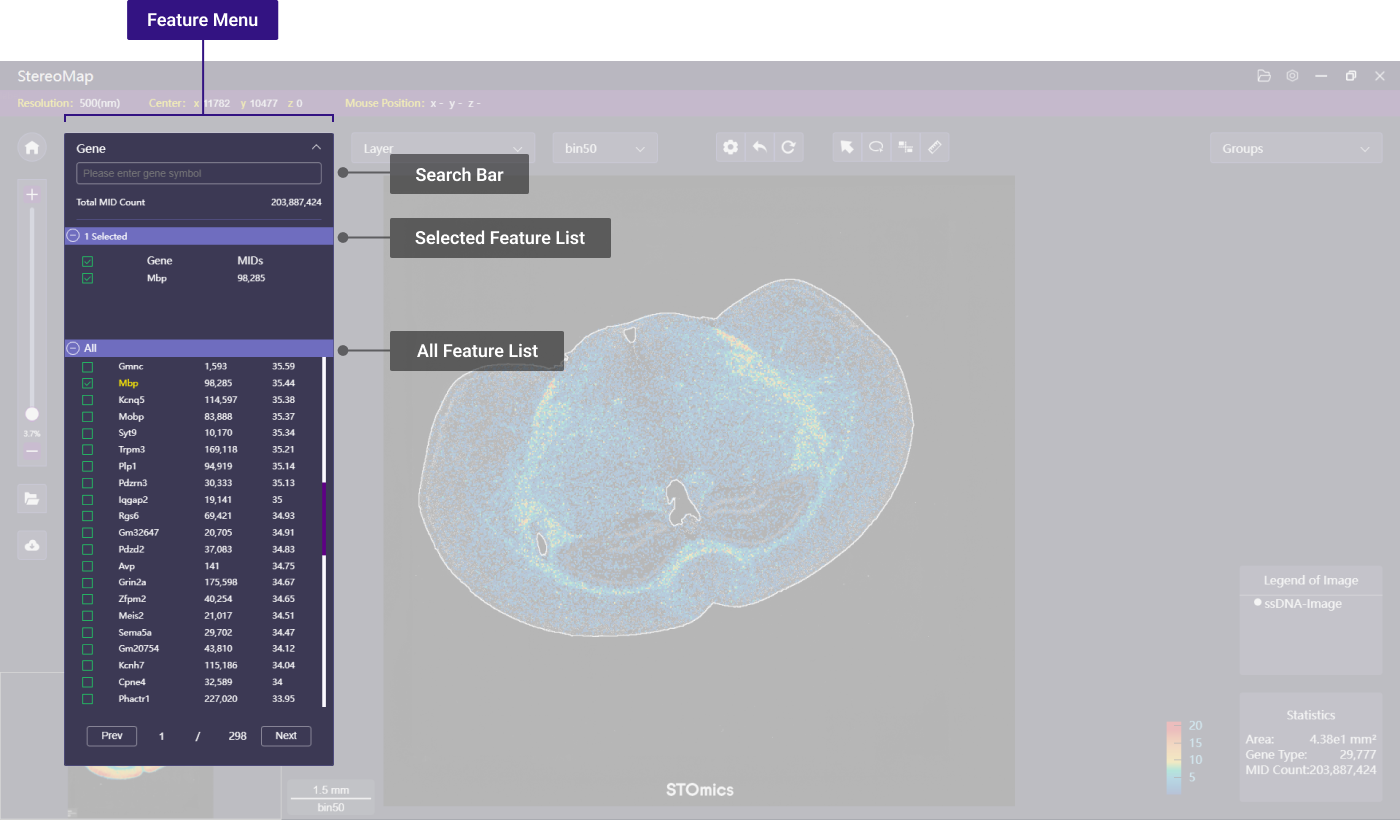 Feature Menu
StereoMap
Resolution: 500(nm) Center: x 11782 y 10477 z 0 Mouse Position: x - y - z -
Gene
Layer
bin50
Groups
Please enter gene symbol
Search Bar
Total MID Count 203,887,424
1 Selected
Selected Feature List
Gene MIDs
Mbp 98,285
All
All Feature List
Gmnc 1,593 35.59
Mbp 98,285 35.44
Kcnq5 114,597 35.38
Mobp 83,888 35.37
Syt9 10,170 35.34
Trpm3 169,118 35.21
Plp1 94,919 35.14
Pdzrn3 30,333 35.13
Iqgap2 19,141 35
Rgs6 69,421 34.93
Gm32647 20,705 34.91
Pdzd2 37,083 34.83
Avp 141 34.75
Grin2a 175,598 34.67
Zfpm2 40,254 34.65
Meis2 21,017 34.51
Sema5a 29,702 34.47
Gm20754 43,810 34.12
Kcnh7 115,186 34.04
Cpne4 32,589 34
Phactr1 227,020 33.95
Prev 1 / 298 Next
3.7%
1.5 mm
bin50
STOmics
Legend of Image
ssDNA-Image
20
15
10
5
Statistics
Area: 4.38e1 mm²
Gene Type: 29,777
MID Count:203,887,424